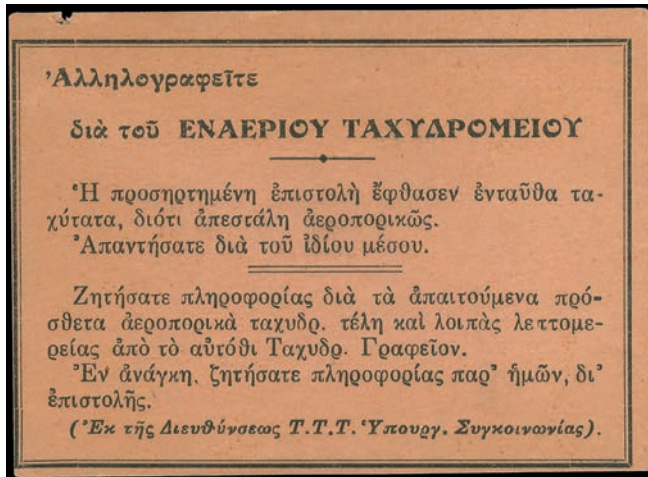 Ἀλληλογραφεῖτε
διὰ τοῦ ΕΝΑΕΡΙΟΥ ΤΑΧΥΔΡΟΜΕΙΟΥ
Ἡ προσηρτημένη ἐπιστολὴ ἔφθασεν ἐνταῦθα τα-
χύτατα, διότι ἀπεστάλη ἀεροπορικῶς.
Ἀπαντήσατε διὰ τοῦ ἰδίου μέσου.
Ζητήσατε πληροφορίας διὰ τὰ ἀπαιτούμενα πρό-
σθετα ἀεροπορικὰ ταχυδρ. τέλη καὶ λοιπὰς λεπτομε-
ρείας ἀπὸ τὸ αὐτόθι Ταχυδρ. Γραφεῖον.
Ἐν ἀνάγκῃ, ζητήσατε πληροφορίας παρ' ἡμῶν, δι'
ἐπιστολῆς.
(Ἐκ τῆς Διευθύνσεως Τ.Τ.Τ. Ὑπουργ. Συγκοινωνίας).